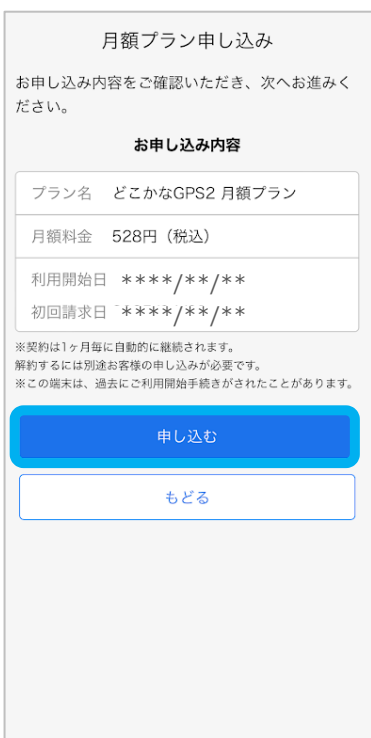 月額プラン申し込み
お申し込み内容をご確認いただき、次へお進みく
ださい。
お申し込み内容
プラン名 どこかなGPS2 月額プラン
月額料金 528円（税込）
利用開始日 ****/**/**
初回請求日 ****/**/**
※契約は1ヶ月毎に自動的に継続されます。
解約するには別途お客様の申し込みが必要です。
※この端末は、過去にご利用開始手続きがされたことがあります。
申し込む
もどる